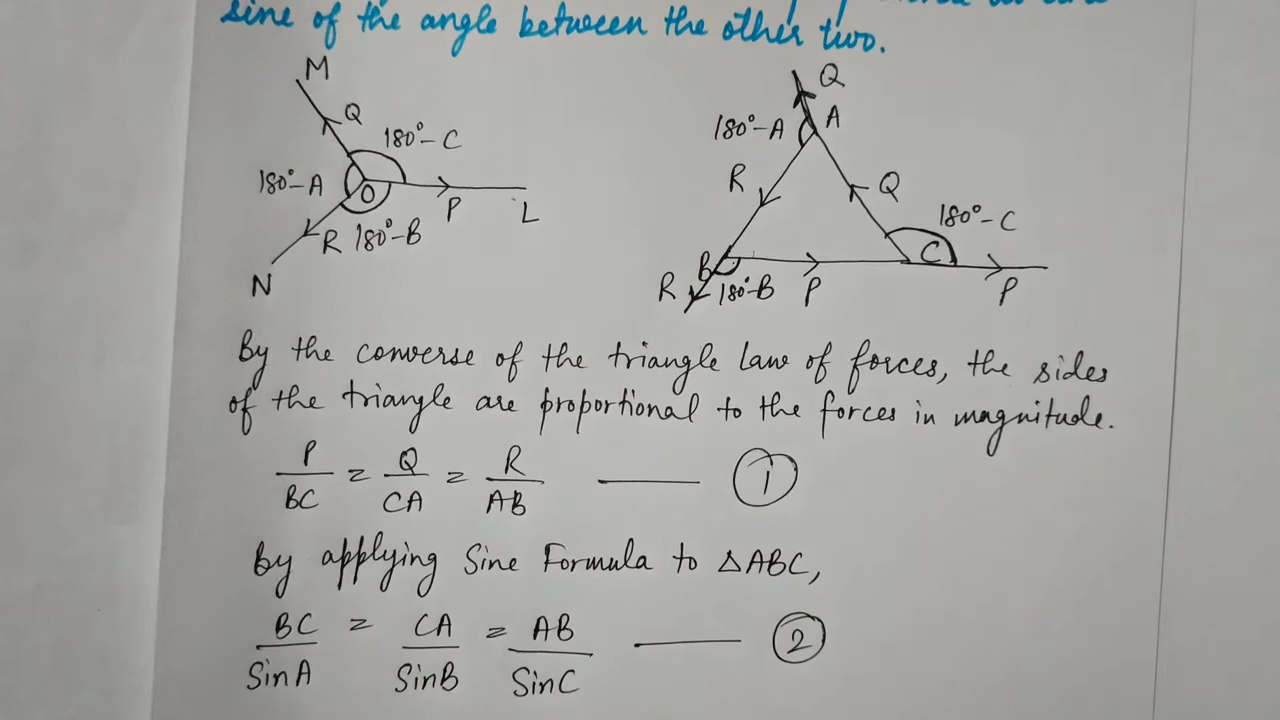 sine of the angle between the other two.
M
Q
180°-C
180°-A
O
P
L
R
180°-B
N
Q
A
180°-A
R
Q
180°-C
B
C
R
180°-B
P
P
By the converse of the triangle law of forces, the sides
of the triangle are proportional to the forces in magnitude.
P/BC = Q/CA = R/AB —— 1
By applying Sine Formula to △ABC,
BC/SinA = CA/SinB = AB/SinC —— 2